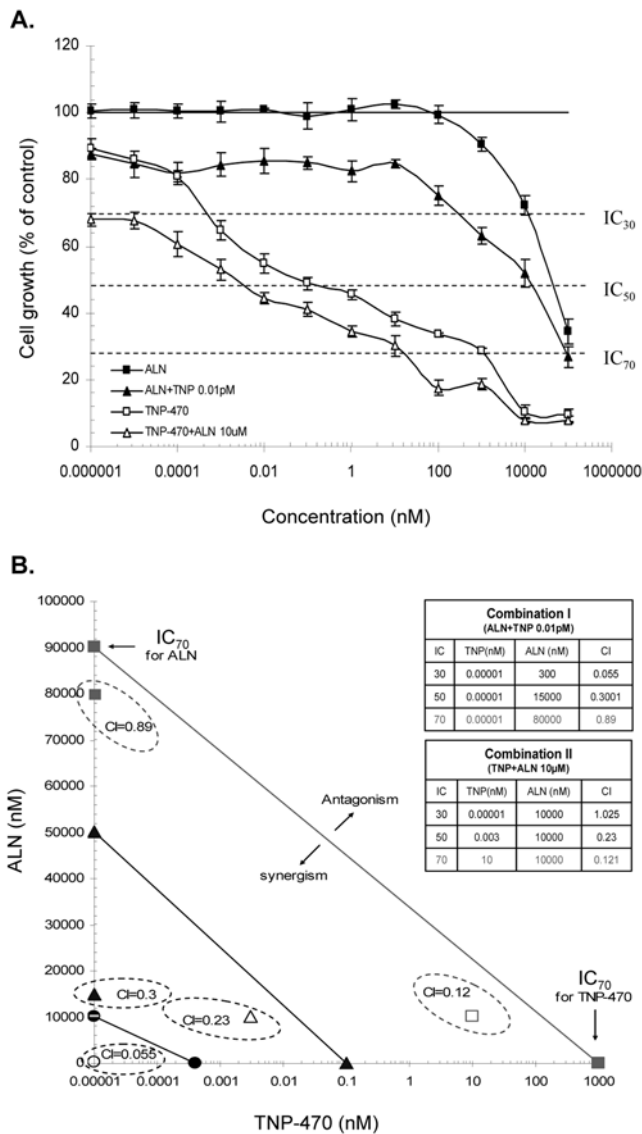 A.
120
100
80
60
40
20
0
Cell growth (% of control)
IC30
IC50
IC70
ALN
ALN+TNP 0.01pM
TNP-470
TNP-470+ALN 10uM
0.000001 0.0001 0.01 1 100 10000 1000000
Concentration (nM)
B.
100000
90000
80000
70000
60000
50000
40000
30000
20000
10000
0
ALN (nM)
IC70
for ALN
CI=0.89
Antagonism
synergism
CI=0.3
CI=0.23
CI=0.055
CI=0.12
IC70
for TNP-470
0.00001 0.0001 0.001 0.01 0.1 1 10 100 1000
TNP-470 (nM)
Combination I
(ALN+TNP 0.01pM)
IC TNP(nM) ALN (nM) CI
30 0.00001 300 0.055
50 0.00001 15000 0.3001
70 0.00001 80000 0.89
Combination II
(TNP+ALN 10µM)
IC TNP(nM) ALN (nM) CI
30 0.00001 10000 1.025
50 0.003 10000 0.23
70 10 10000 0.121